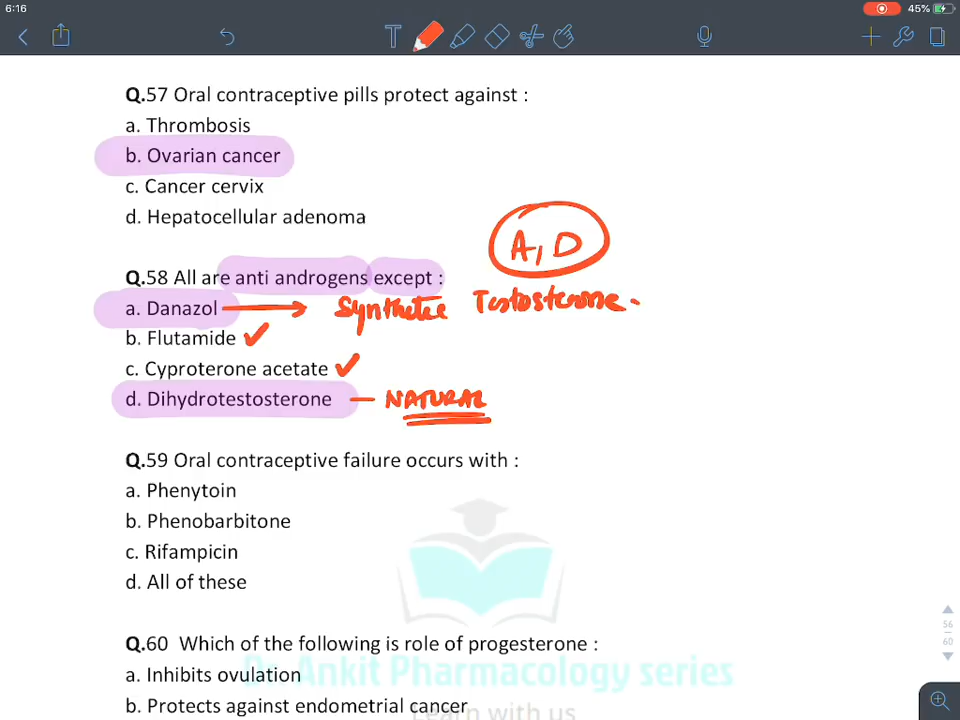 6:16
45%
T
Q.57 Oral contraceptive pills protect against :
a. Thrombosis
b. Ovarian cancer
c. Cancer cervix
d. Hepatocellular adenoma
A, D
Q.58 All are anti androgens except :
a. Danazol → Synthetic Testosterone.
b. Flutamide ✓
c. Cyproterone acetate ✓
d. Dihydrotestosterone — NATURAL
Q.59 Oral contraceptive failure occurs with :
a. Phenytoin
b. Phenobarbitone
c. Rifampicin
d. All of these
56
60
Q.60 Which of the following is role of progesterone :
Dr Ankit Pharmacology series
a. Inhibits ovulation
b. Protects against endometrial cancer
Learn with us